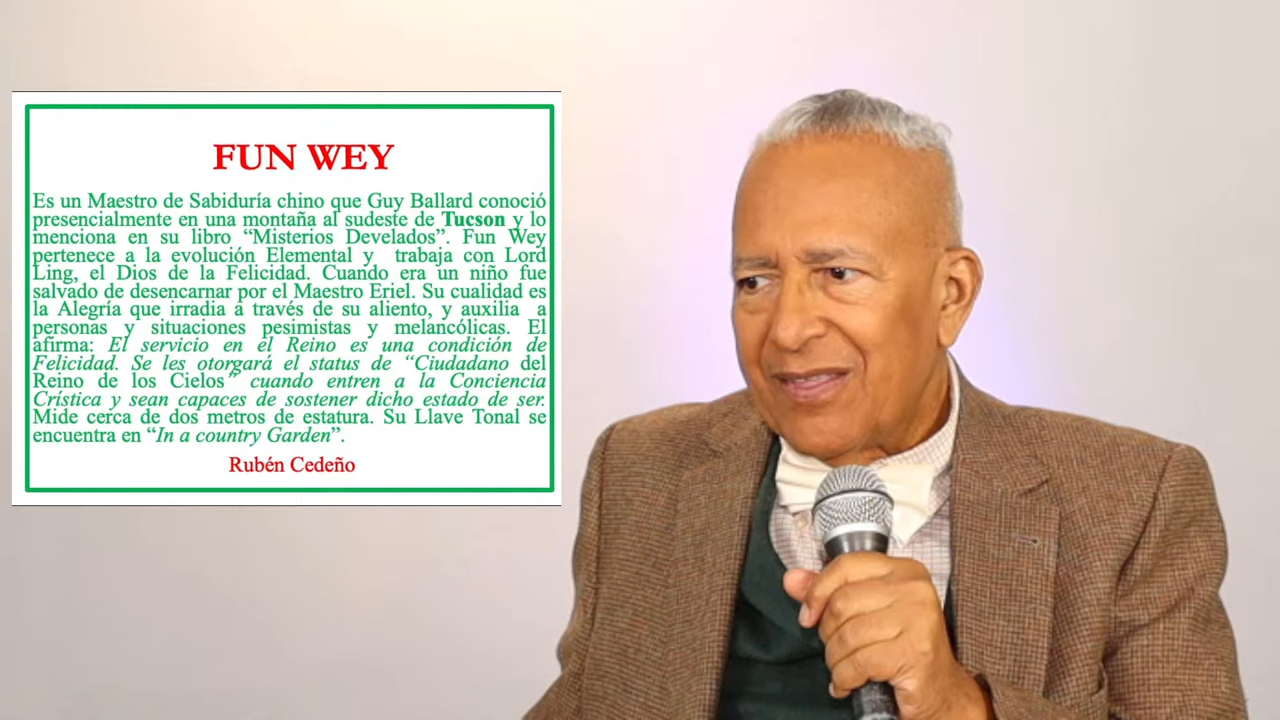 FUN WEY
Es un Maestro de Sabiduría chino que Guy Ballard conoció
presencialmente en una montaña al sudeste de Tucson y lo
menciona en su libro “Misterios Develados”. Fun Wey
pertenece a la evolución Elemental y trabaja con Lord
Ling, el Dios de la Felicidad. Cuando era un niño fue
salvado de desencarnar por el Maestro Eriel. Su cualidad es
la Alegría que irradia a través de su aliento, y auxilia a
personas y situaciones pesimistas y melancólicas. El
afirma: El servicio en el Reino es una condición de
Felicidad. Se les otorgará el status de “Ciudadano del
Reino de los Cielos” cuando entren a la Conciencia
Crística y sean capaces de sostener dicho estado de ser.
Mide cerca de dos metros de estatura. Su Llave Tonal se
encuentra en “In a country Garden”.
Rubén Cedeño